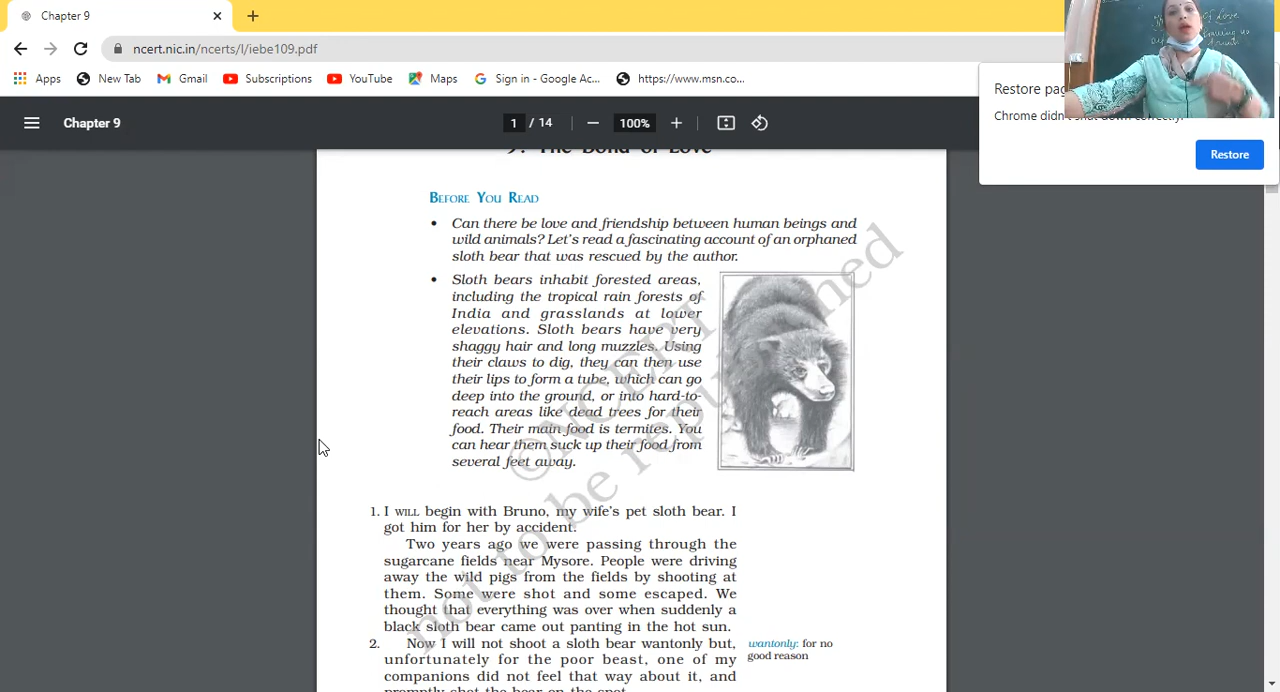 Chapter 9
ncert.nic.in/ncerts/l/iebe109.pdf
Apps New Tab Gmail Subscriptions YouTube Maps Sign in - Google Ac... https://www.msn.co...
Restore pag
Chrome didn't shut down correctly.
Restore
Chapter 9
1 / 14 100%
9. The Bond of Love
BEFORE YOU READ
• Can there be love and friendship between human beings and
wild animals? Let's read a fascinating account of an orphaned
sloth bear that was rescued by the author.
• Sloth bears inhabit forested areas,
including the tropical rain forests of
India and grasslands at lower
elevations. Sloth bears have very
shaggy hair and long muzzles. Using
their claws to dig, they can then use
their lips to form a tube, which can go
deep into the ground, or into hard-to-
reach areas like dead trees for their
food. Their main food is termites. You
can hear them suck up their food from
several feet away.
©NCERT
not to be republished
1. I WILL begin with Bruno, my wife's pet sloth bear. I
got him for her by accident.
Two years ago we were passing through the
sugarcane fields near Mysore. People were driving
away the wild pigs from the fields by shooting at
them. Some were shot and some escaped. We
thought that everything was over when suddenly a
black sloth bear came out panting in the hot sun.
2. Now I will not shoot a sloth bear wantonly but,
unfortunately for the poor beast, one of my
companions did not feel that way about it, and
promptly shot the bear on the spot.
wantonly: for no
good reason
of Love